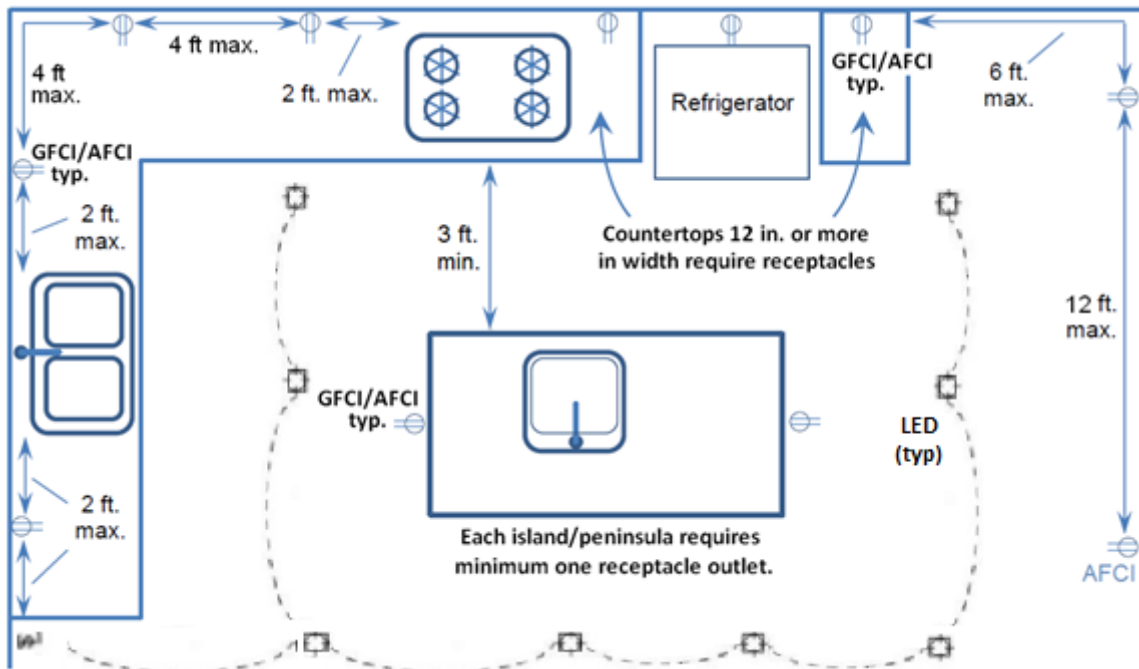 4 ft max.
2 ft. max.
4 ft
max.
GFCI/AFCI
typ.
2 ft.
max.
2 ft.
max.
3 ft.
min.
Refrigerator
GFCI/AFCI
typ.
6 ft.
max.
Countertops 12 in. or more
in width require receptacles
12 ft.
max.
GFCI/AFCI
typ.
LED
(typ)
Each island/peninsula requires
minimum one receptacle outlet.
AFCI